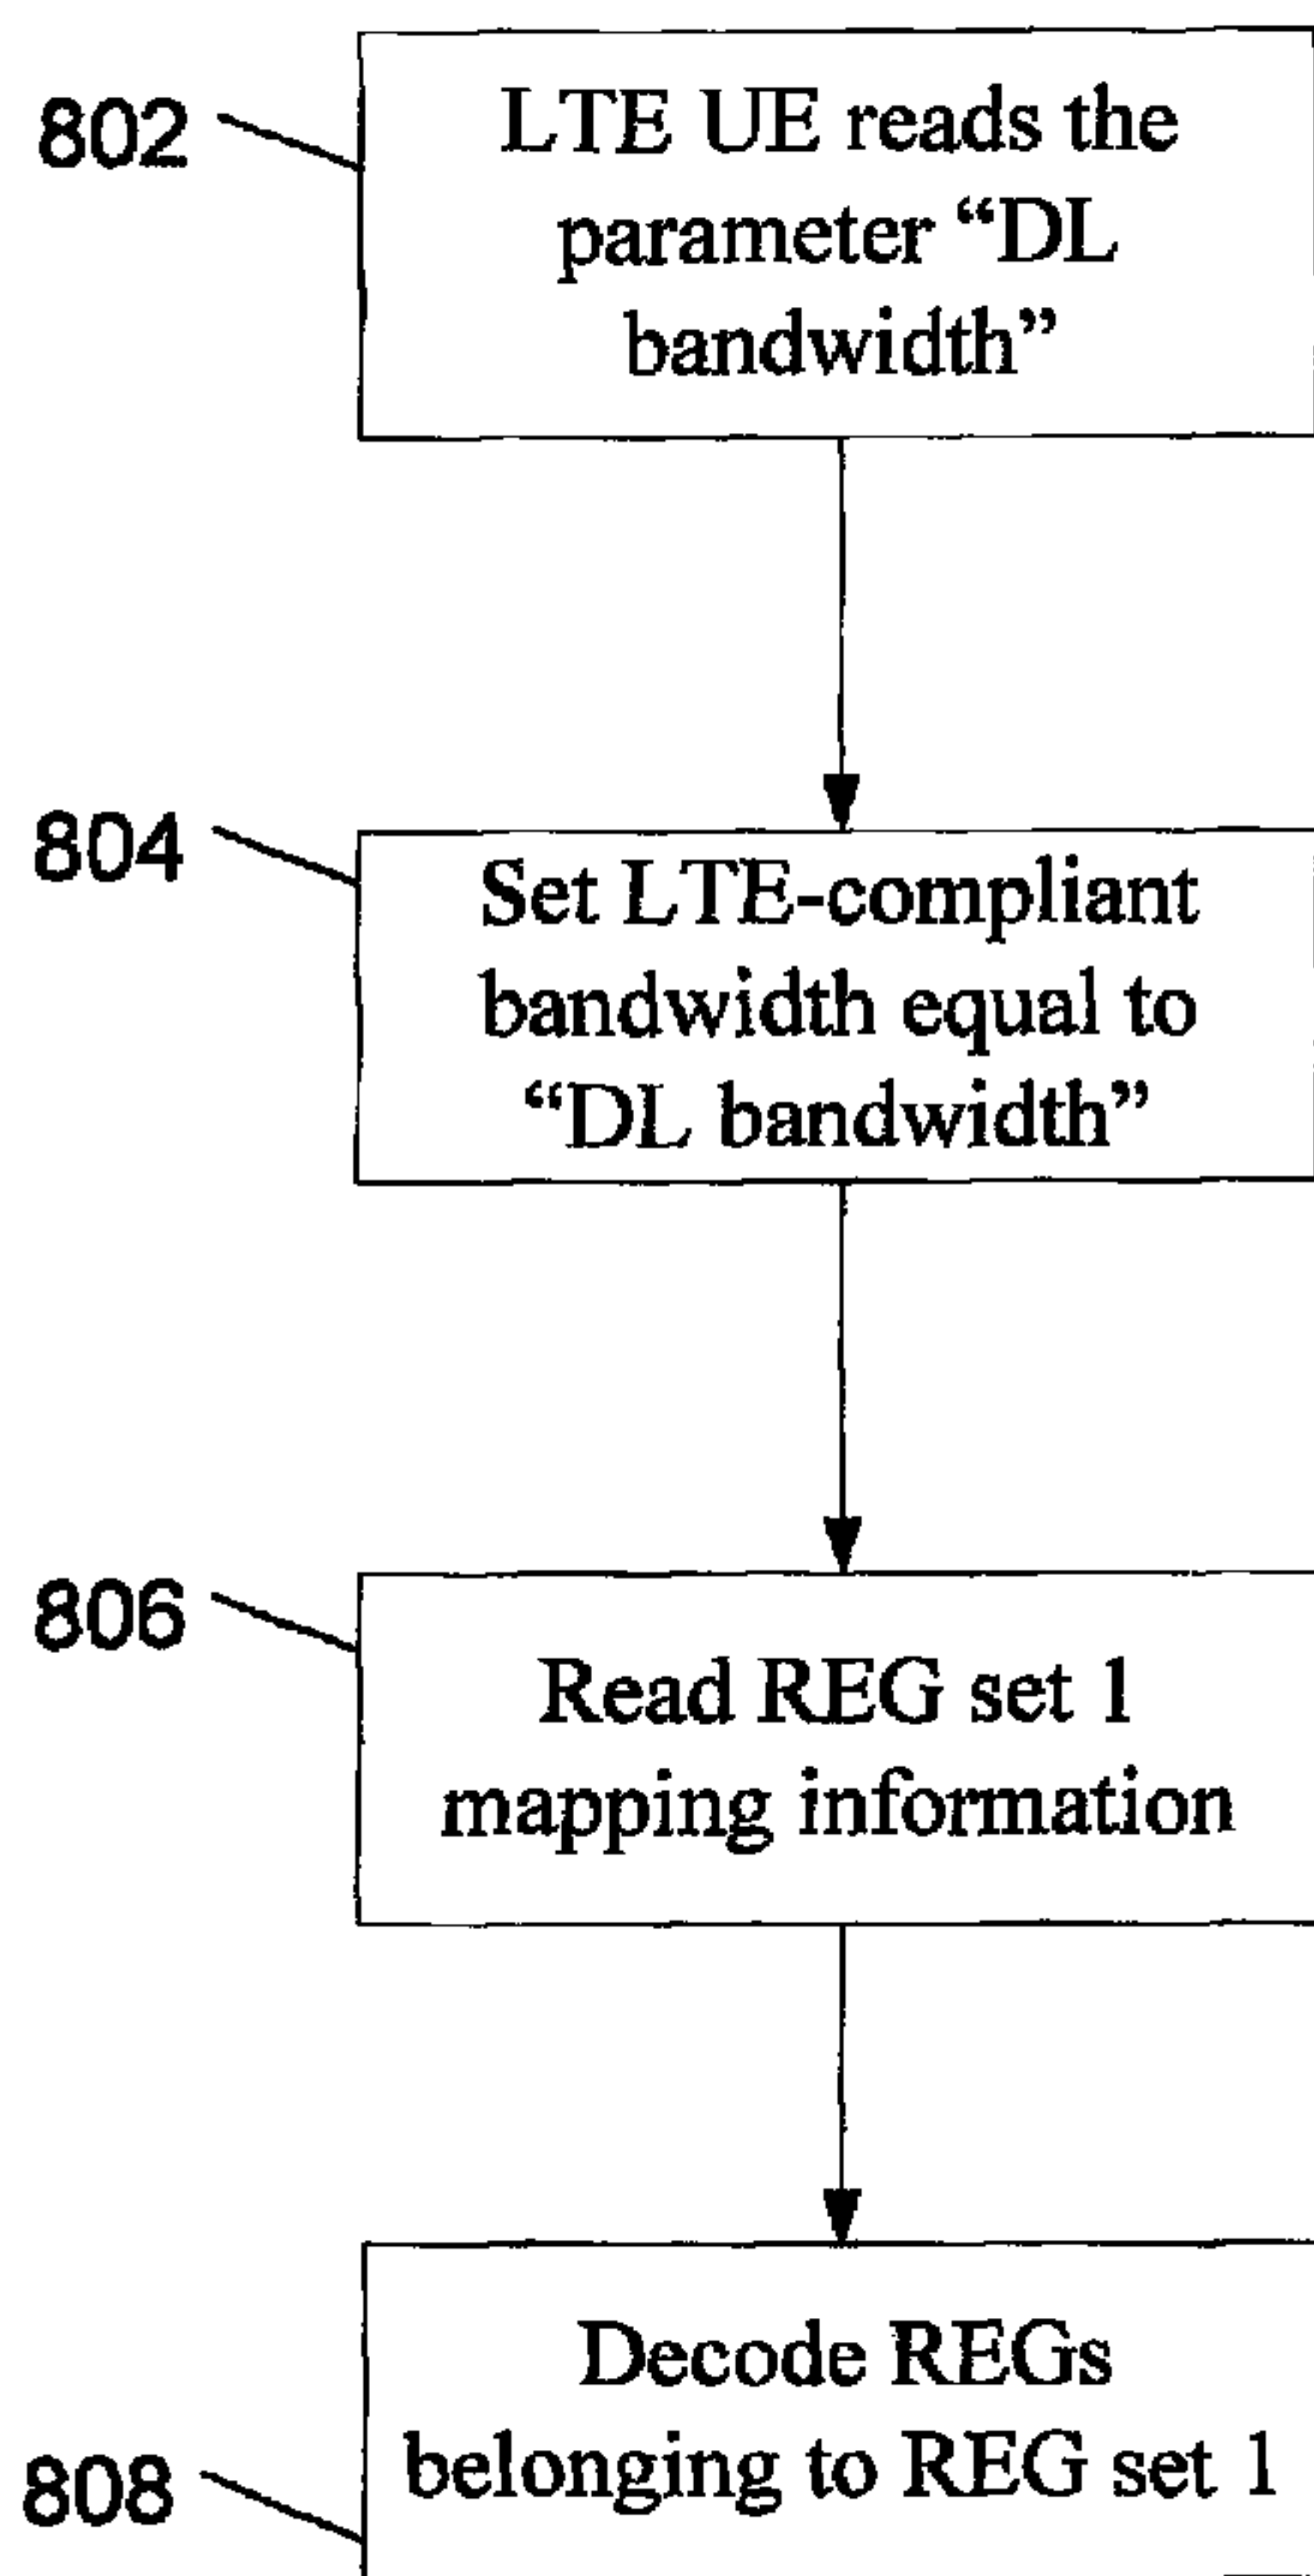 802
LTE UE reads the
parameter “DL
bandwidth”
804
Set LTE-compliant
bandwidth equal to
“DL bandwidth”
806
Read REG set 1
mapping information
808
Decode REGs
belonging to REG set 1